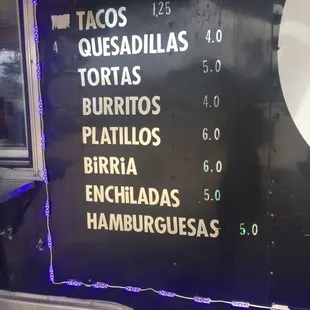 TACOS 1,25
4 QUESADILLAS 4.0
TORTAS 5.0
BURRITOS 4.0
PLATILLOS 6.0
BiRRiA 6.0
ENCHiLADAS 5.0
HAMBURGUESAS 5.0